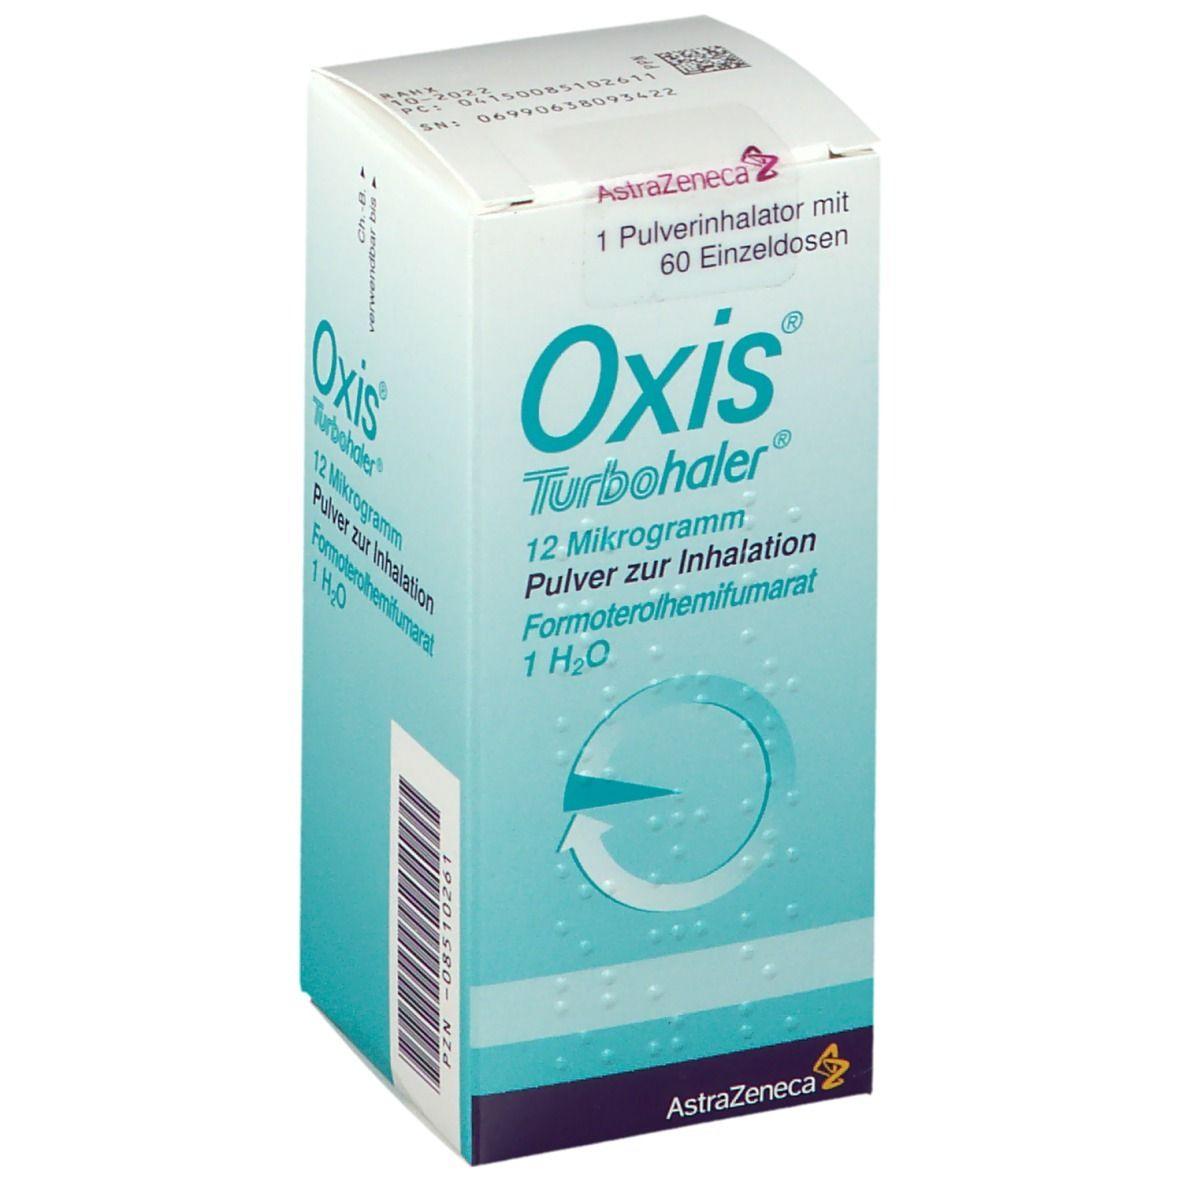 RAHX
10-2022
PC: 04150085102611
SN: 06990638093422
PPN
AstraZeneca
1 Pulverinhalator mit
60 Einzeldosen
Oxis®
Turbohaler®
12 Mikrogramm
Pulver zur Inhalation
Formoterolhemifumarat
1 H₂O
AstraZeneca
Ch.-B. ▶
verwendbar bis ▶
Oxis®
Turbohaler®
12 Mikrogramm
Pulver zur Inhalation
Formoterolhemifumarat
1 H₂O
PZN -08510261